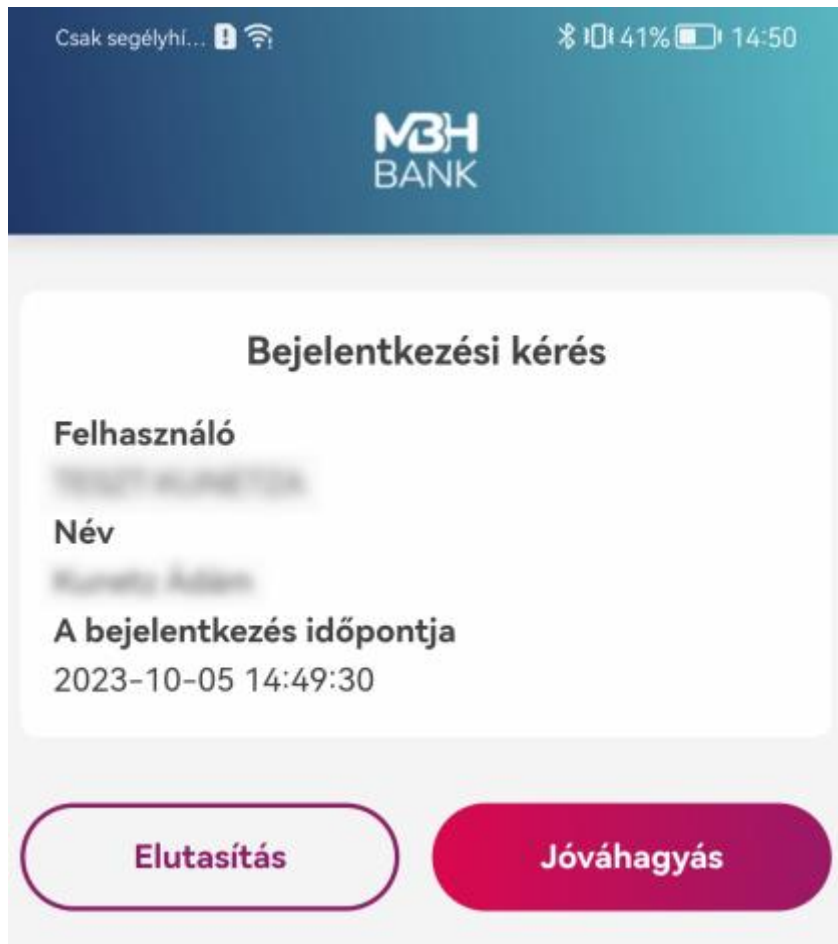 Csak segélyhí... 41% 14:50
MBH
BANK
Bejelentkezési kérés
Felhasználó
Név
A bejelentkezés időpontja
2023-10-05 14:49:30
Elutasítás
Jóváhagyás